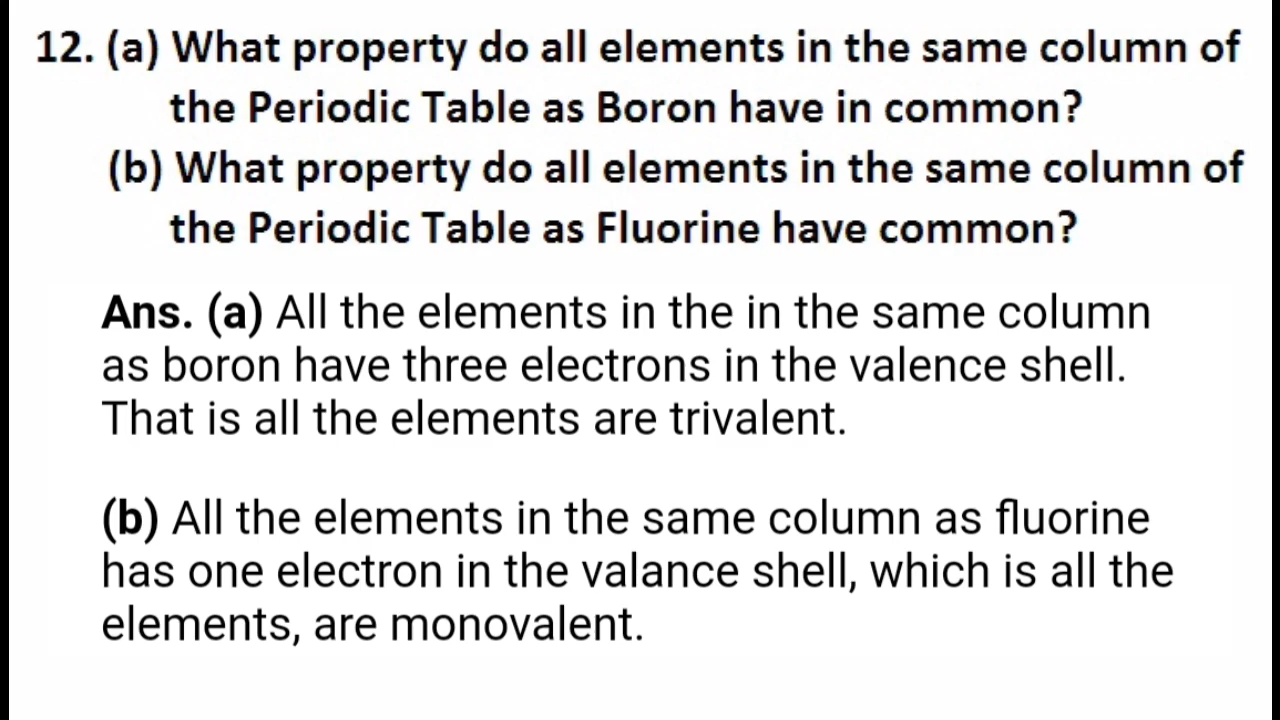 12. (a) What property do all elements in the same column of
the Periodic Table as Boron have in common?
(b) What property do all elements in the same column of
the Periodic Table as Fluorine have common?
Ans. (a) All the elements in the in the same column
as boron have three electrons in the valence shell.
That is all the elements are trivalent.
(b) All the elements in the same column as fluorine
has one electron in the valance shell, which is all the
elements, are monovalent.